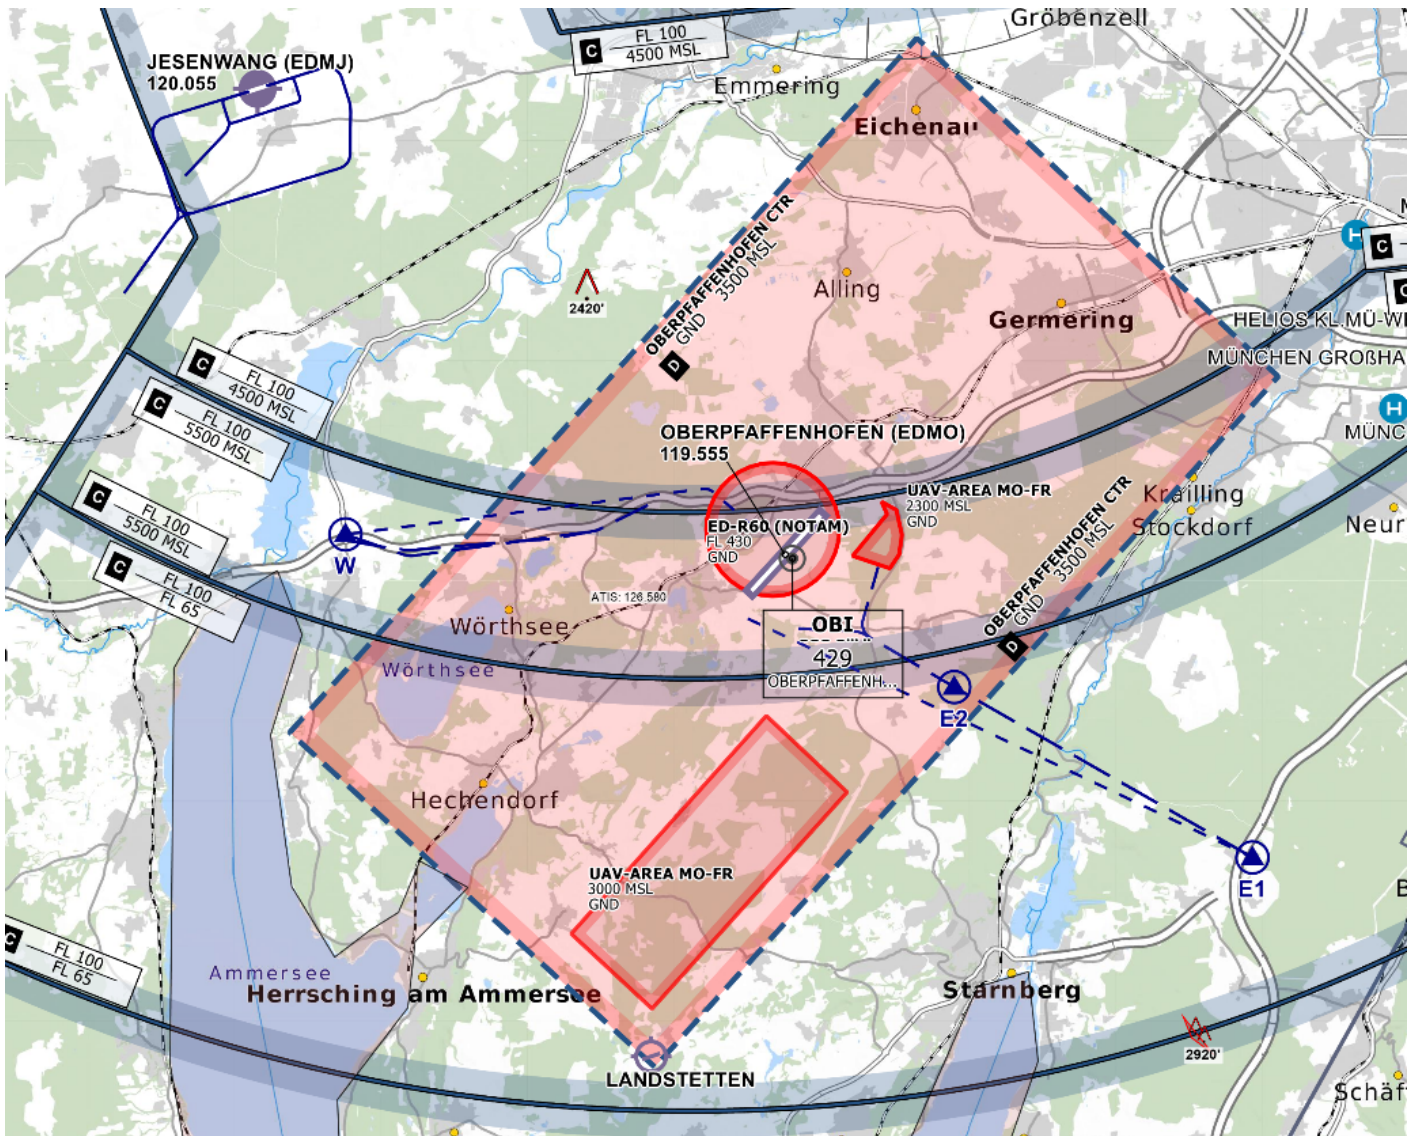 Gröbenzell
C
FL 100
4500 MSL
JESENWANG (EDMJ)
120.055
Emmering
Eichenau
OBERPFAFFENHOFEN CTR
3500 MSL
GND
D
2420'
Alling
Germering
H
C
C
HELIOS KL.MÜ-WE
MÜNCHEN GROßHA
H
MÜNC
C
FL 100
4500 MSL
C
FL 100
5500 MSL
OBERPFAFFENHOFEN (EDMO)
119.555
C
FL 100
5500 MSL
UAV-AREA MO-FR
2300 MSL
GND
Krailling
Stockdorf
Neur
ED-R60 (NOTAM)
FL 430
GND
W
C
FL 100
FL 65
OBERPFAFFENHOFEN CTR
3500 MSL
GND
D
ATIS: 126.580
Wörthsee
Wörthsee
OBI
429
OBERPFAFFENH...
E2
Hechendorf
E1
UAV-AREA MO-FR
3000 MSL
GND
C
FL 100
FL 65
Ammersee
Herrsching am Ammersee
Starnberg
2920'
LANDSTETTEN
Schäf